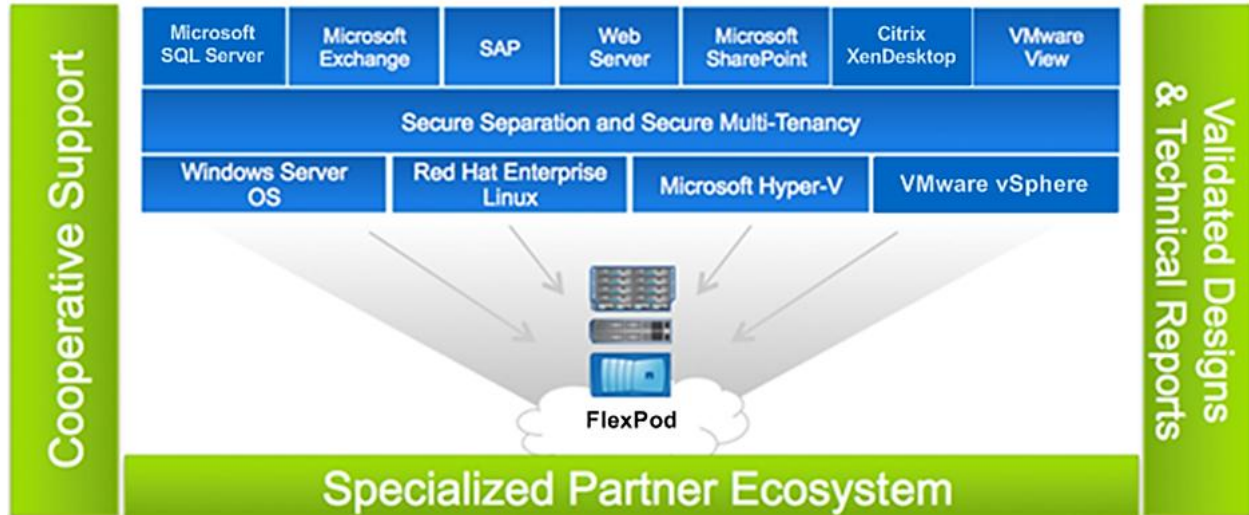 Cooperative Support
Microsoft
SQL Server
Microsoft
Exchange
SAP
Web
Server
Microsoft
SharePoint
Citrix
XenDesktop
VMware
View
Secure Separation and Secure Multi-Tenancy
Windows Server
OS
Red Hat Enterprise
Linux
Microsoft Hyper-V
VMware vSphere
FlexPod
Specialized Partner Ecosystem
Validated Designs
& Technical Reports